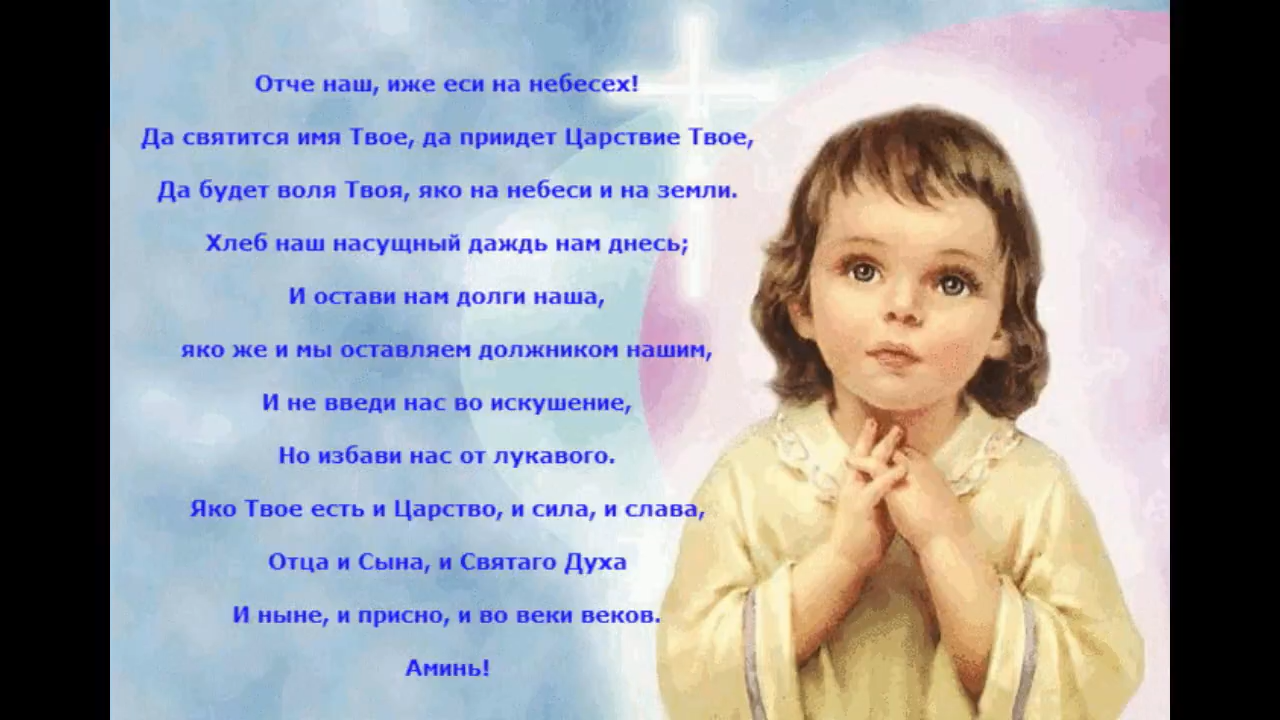 Отче наш, иже еси на небесех!
Да святится имя Твое, да приидет Царствие Твое,
Да будет воля Твоя, яко на небеси и на земли.
Хлеб наш насущный даждь нам днесь;
И остави нам долги наша,
яко же и мы оставляем должником нашим,
И не введи нас во искушение,
Но избави нас от лукавого.
Яко Твое есть и Царство, и сила, и слава,
Отца и Сына, и Святаго Духа
И ныне, и присно, и во веки веков.
Аминь!